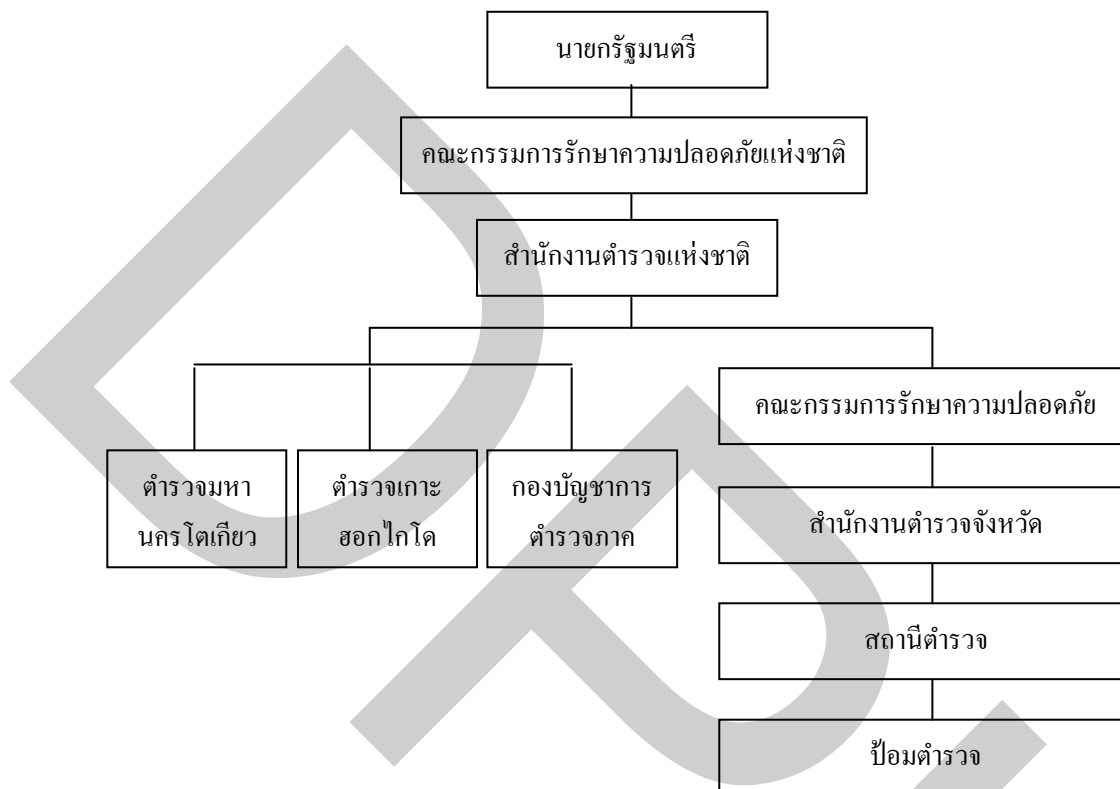 นายกรัฐมนตรี
คณะกรรมการรักษาความปลอดภัยแห่งชาติ
สำนักงานตำรวจแห่งชาติ
คณะกรรมการรักษาความปลอดภัย
ตำรวจมหา
นครโตเกียว
ตำรวจเกาะ
ฮอกไกโด
กองบัญชาการ
ตำรวจภาค
สำนักงานตำรวจจังหวัด
สถานีตำรวจ
ป้อมตำรวจ